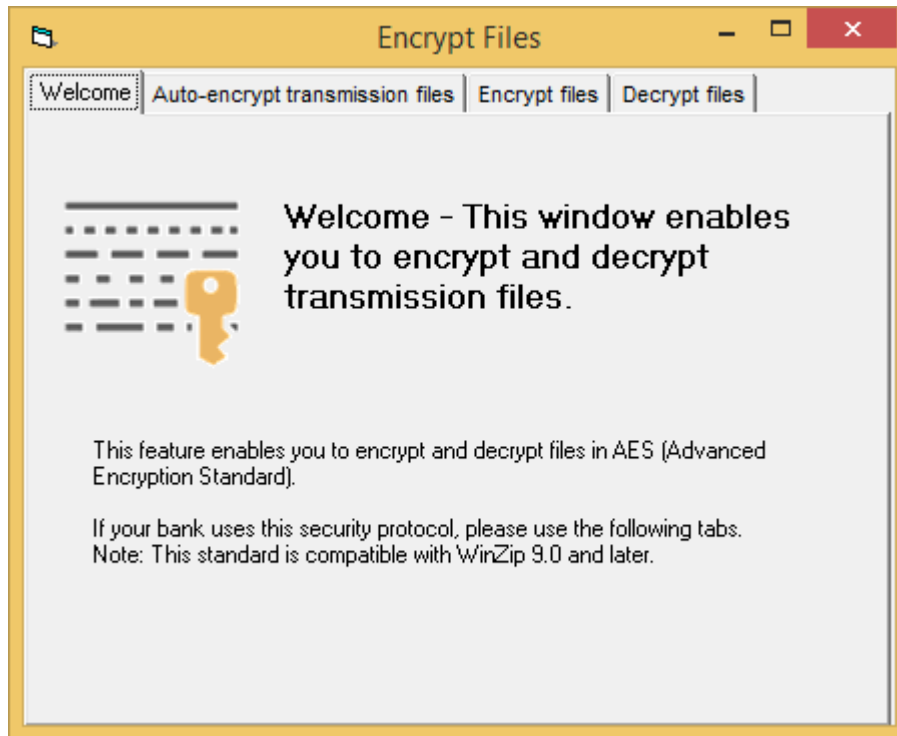 Encrypt Files
Welcome Auto-encrypt transmission files Encrypt files Decrypt files
Welcome - This window enables
you to encrypt and decrypt
transmission files.
This feature enables you to encrypt and decrypt files in AES (Advanced
Encryption Standard).
If your bank uses this security protocol, please use the following tabs.
Note: This standard is compatible with WinZip 9.0 and later.